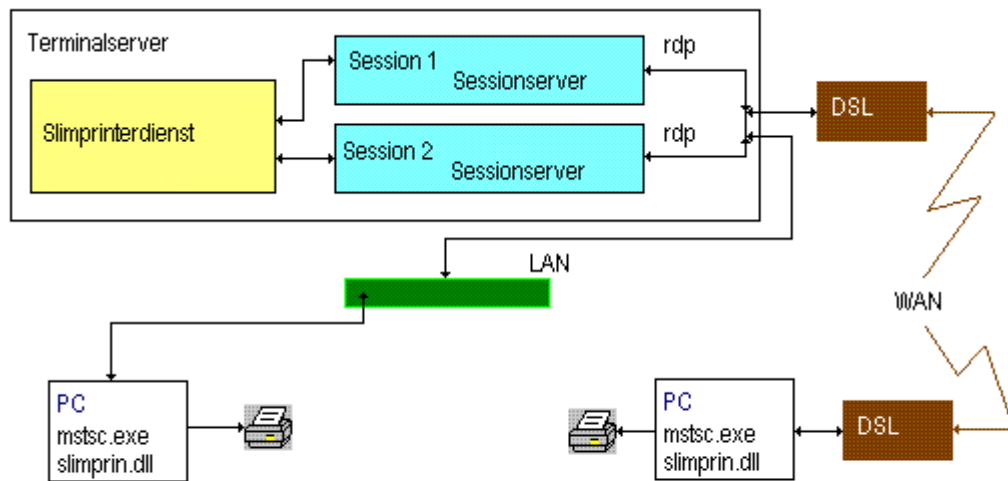 Terminalserver
Slimprinterdienst
Session 1
Sessionserver
rdp
Session 2
Sessionserver
rdp
DSL
LAN
WAN
PC
mstsc.exe
slimprin.dll
PC
mstsc.exe
slimprin.dll
DSL